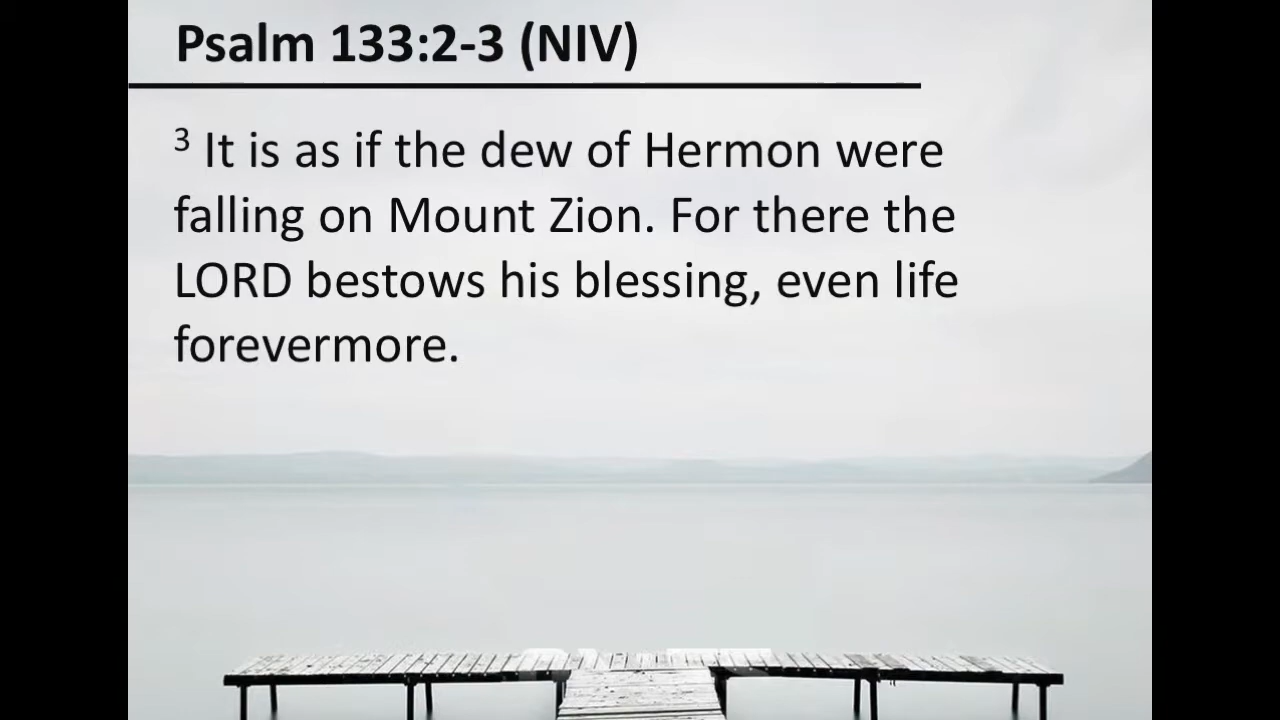 Psalm 133:2-3 (NIV)
³ It is as if the dew of Hermon were
falling on Mount Zion. For there the
LORD bestows his blessing, even life
forevermore.